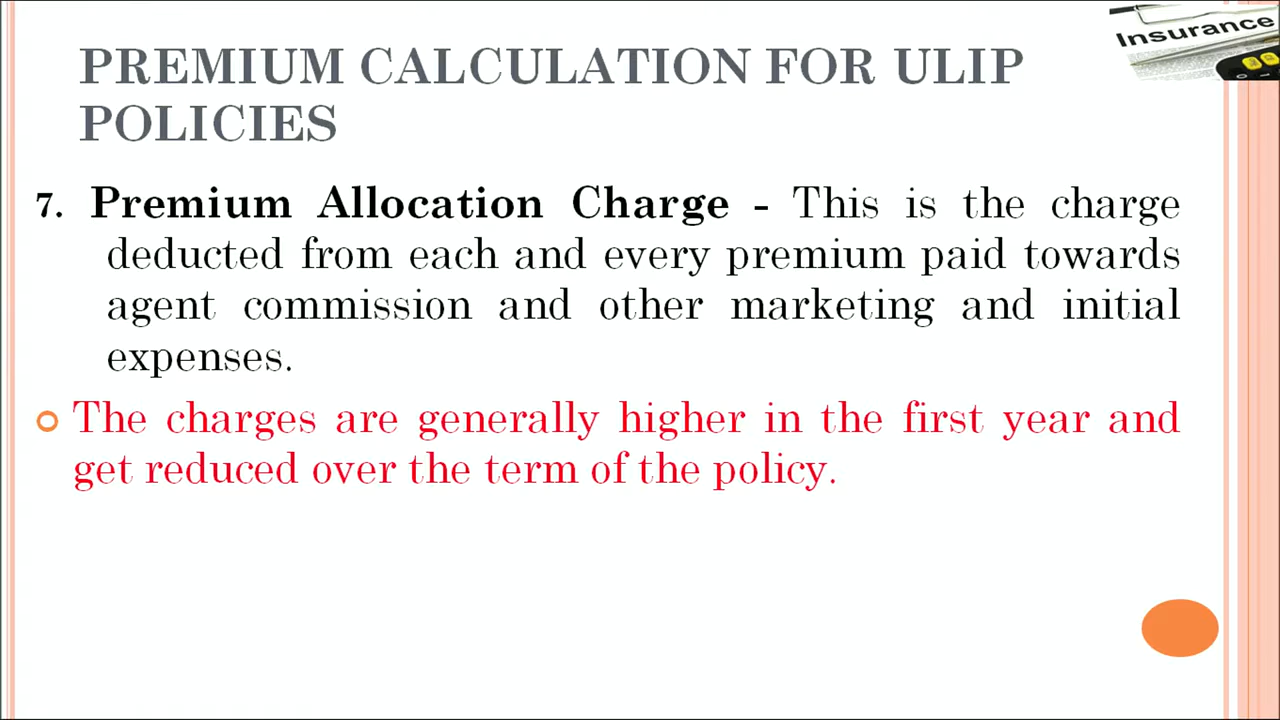 Insurance
PREMIUM CALCULATION FOR ULIP
POLICIES
7. Premium Allocation Charge - This is the charge
deducted from each and every premium paid towards
agent commission and other marketing and initial
expenses.
The charges are generally higher in the first year and
get reduced over the term of the policy.